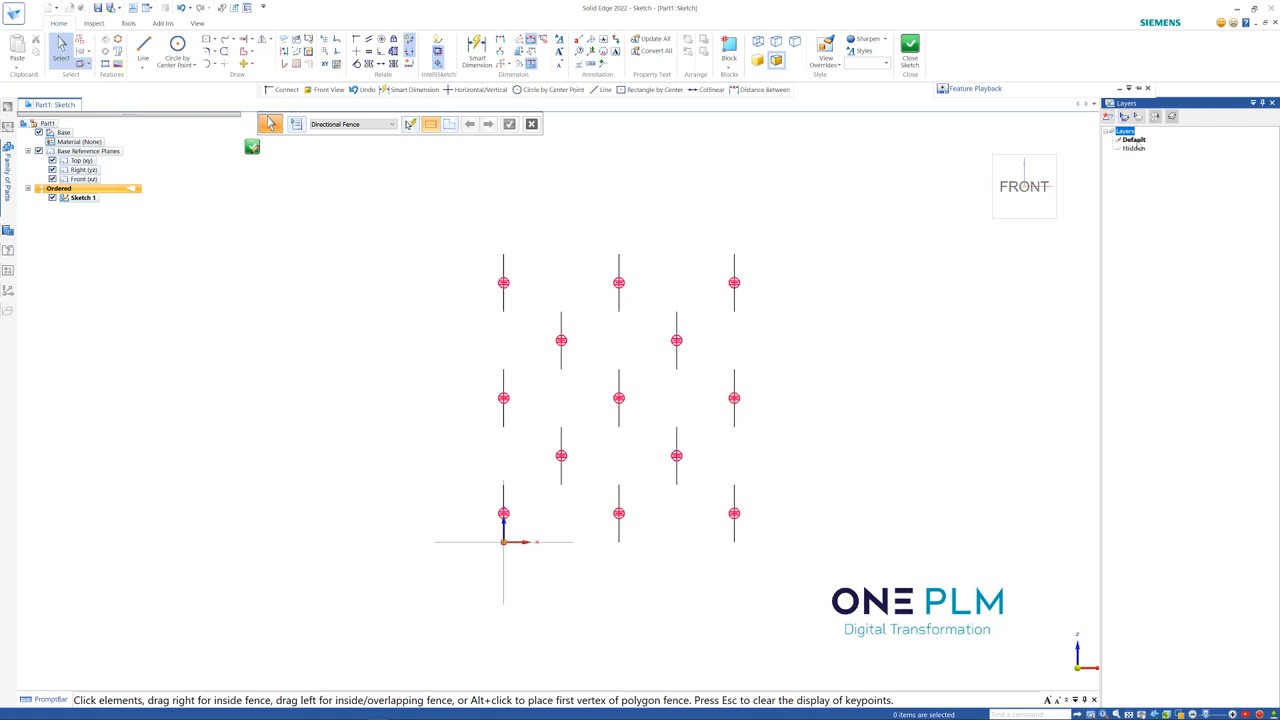 Solid Edge 2022 - Sketch - [Part1: Sketch]
Home Inspect Tools Add Ins View
SIEMENS
Paste
Clipboard
Select
Select
Features
Line
Circle by Center Point
Draw
Relate
IntelliSketch
Smart Dimension
Dimension
Annotation
Update All
Convert All
Property Text
Arrange
Block
Blocks
View Overrides
Sharpen
Styles
Style
Close Sketch
Close
Connect Front View Undo Smart Dimension Horizontal/Vertical Circle by Center Point Line Rectangle by Center Collinear Distance Between
Feature Playback
Part1: Sketch
Layers
Directional Fence
Part1
Base
Material (None)
Base Reference Planes
Top (xy)
Right (yz)
Front (xz)
Ordered
Sketch 1
Family of Parts
Layers
Default
Hidden
FRONT
x
ONE PLM
Digital Transformation
z
PromptBar
Click elements, drag right for inside fence, drag left for inside/overlapping fence, or Alt+click to place first vertex of polygon fence. Press Esc to clear the display of keypoints.
0 items are selected
Find a command